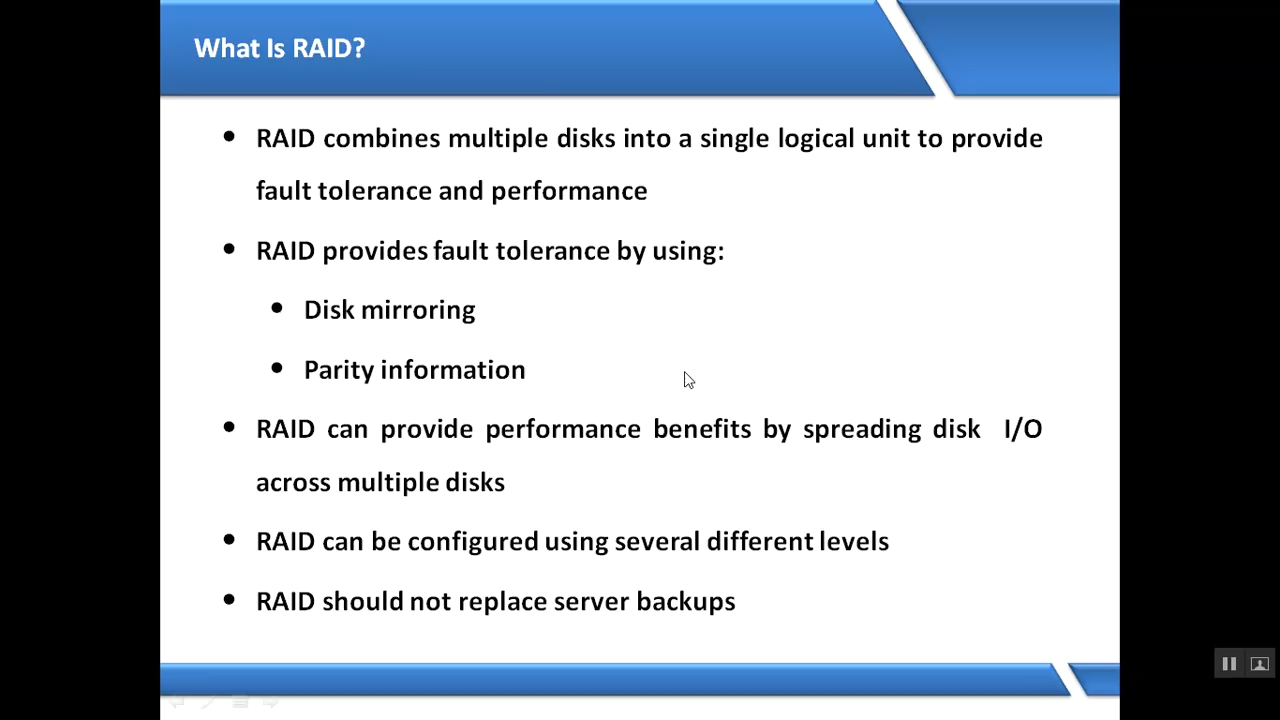 What Is RAID?
• RAID combines multiple disks into a single logical unit to provide
fault tolerance and performance
• RAID provides fault tolerance by using:
• Disk mirroring
• Parity information
• RAID can provide performance benefits by spreading disk I/O
across multiple disks
• RAID can be configured using several different levels
• RAID should not replace server backups